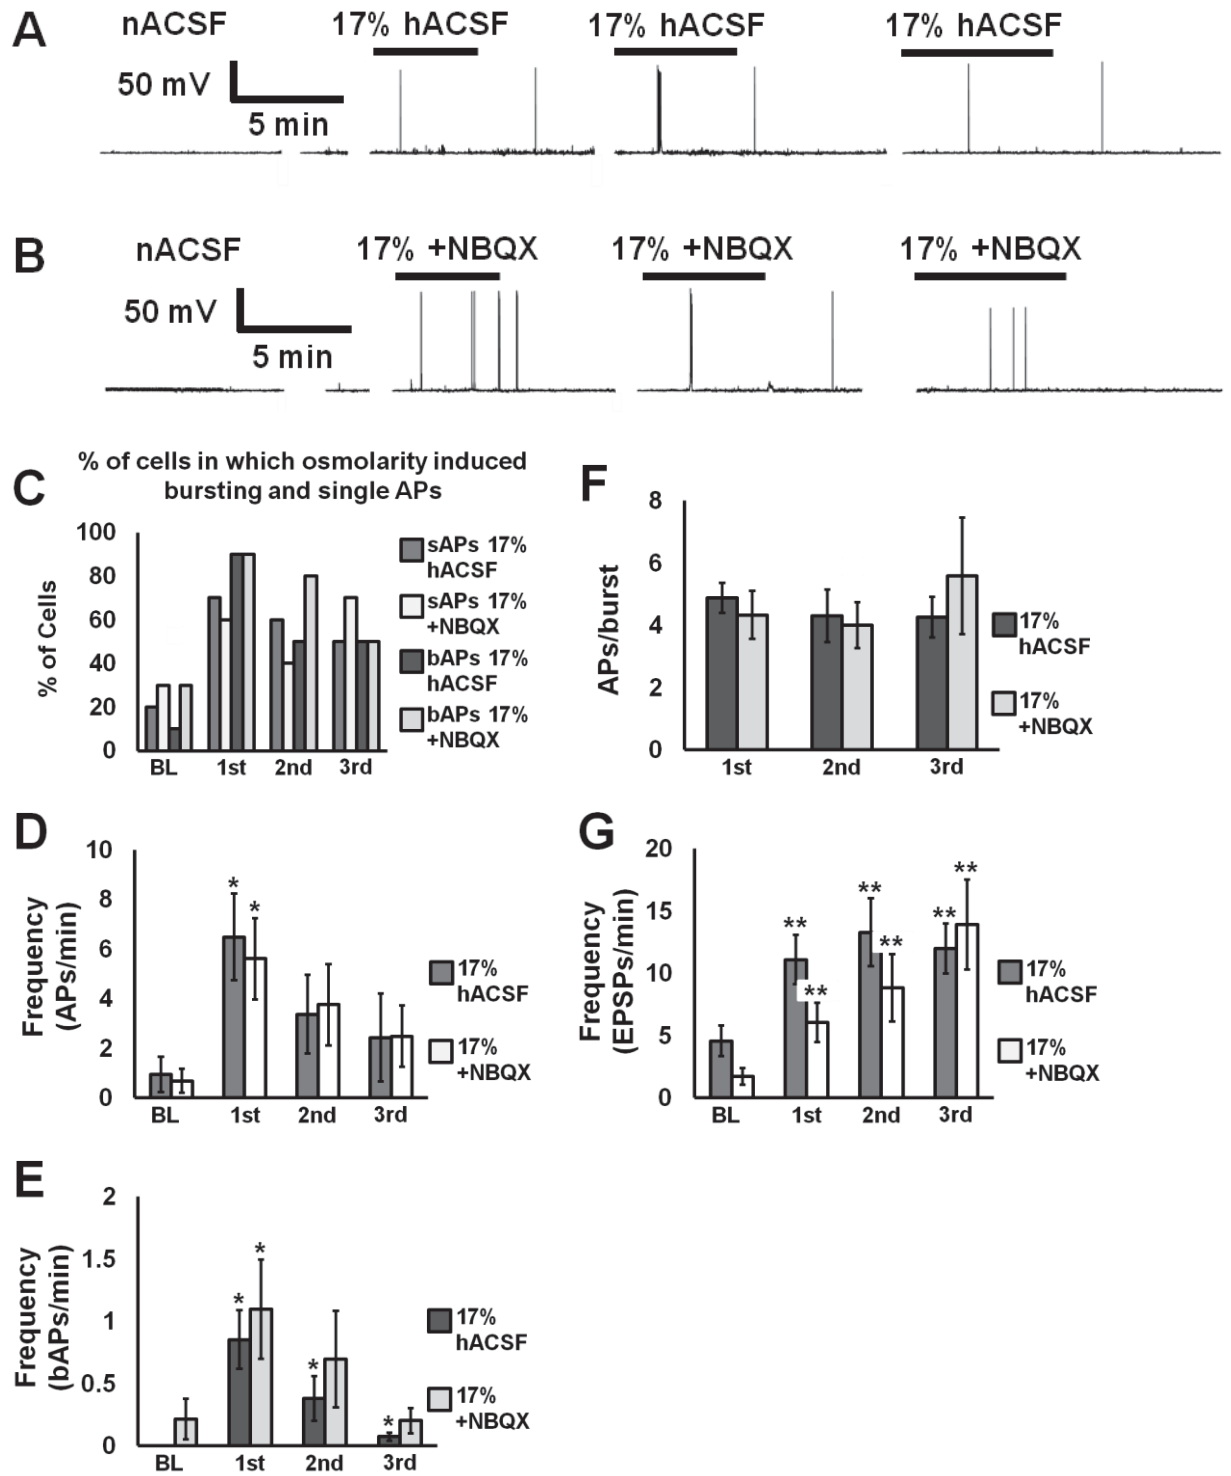 A
nACSF
17% hACSF
17% hACSF
17% hACSF
50 mV
5 min
B
nACSF
17% +NBQX
17% +NBQX
17% +NBQX
50 mV
5 min
C
% of cells in which osmolarity induced
bursting and single APs
% of Cells
100
80
60
40
20
0
BL
1st
2nd
3rd
sAPs 17%
hACSF
sAPs 17%
+NBQX
bAPs 17%
hACSF
bAPs 17%
+NBQX
F
APs/burst
8
6
4
2
0
1st
2nd
3rd
17%
hACSF
17%
+NBQX
D
Frequency
(APs/min)
10
8
6
4
2
0
*
*
BL
1st
2nd
3rd
17%
hACSF
17%
+NBQX
G
Frequency
(EPSPs/min)
20
15
10
5
0
**
**
**
**
**
**
BL
1st
2nd
3rd
17%
hACSF
17%
+NBQX
E
Frequency
(bAPs/min)
2
1.5
1
0.5
0
*
*
*
*
BL
1st
2nd
3rd
17%
hACSF
17%
+NBQX